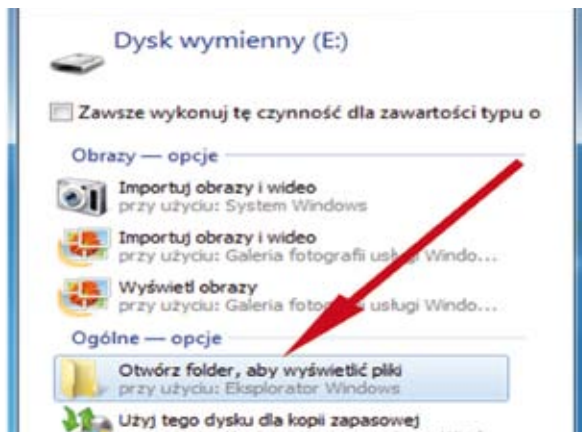 Dysk wymienny (E:)
Zawsze wykonuj tę czynność dla zawartości typu o
Obrazy — opcje
Importuj obrazy i wideo
przy użyciu: System Windows
Importuj obrazy i wideo
przy użyciu: Galeria fotografii usługi Windo...
Wyświetl obrazy
przy użyciu: Galeria usługi Windo...
Ogólne — opcje
Otwórz folder, aby wyświetlić pliki
przy użyciu: Eksplorator Windows
Użyj tego dysku dla kopii zapasowej